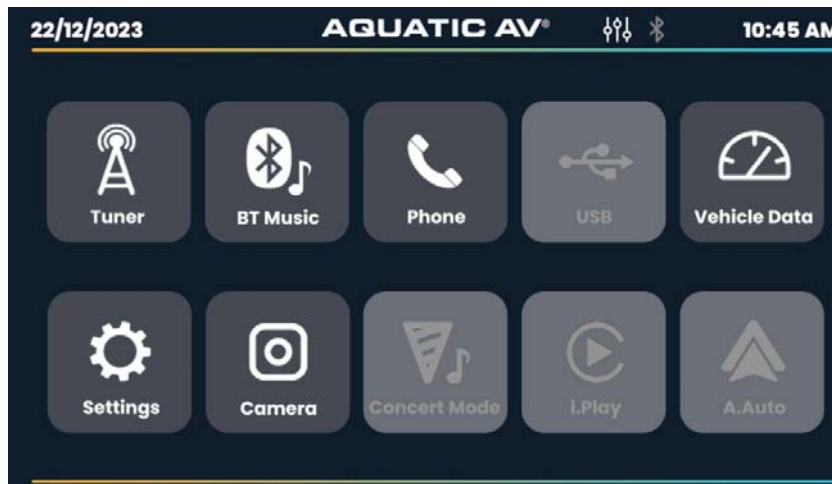 22/12/2023 AQUATIC AV® 10:45 AM
Tuner BT Music Phone USB Vehicle Data
Settings Camera Concert Mode i.Play A.Auto